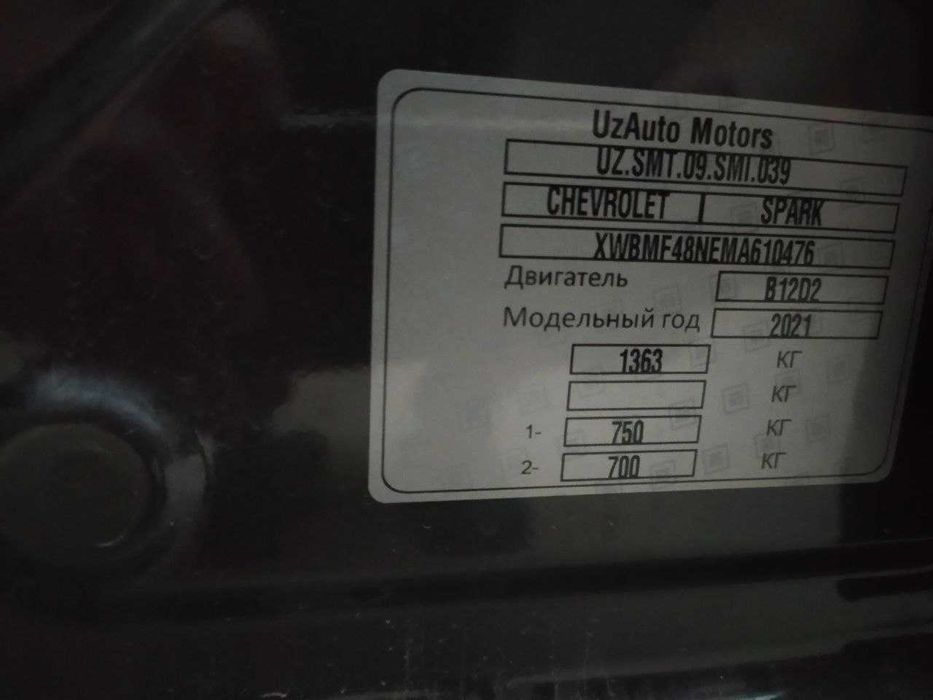 UzAuto Motors
UZ.SMT.09.SMI.039
CHEVROLET SPARK
XWBMF48NEMA610476
Двигатель B12D2
Модельный год 2021
1363 КГ
КГ
1- 750 КГ
2- 700 КГ